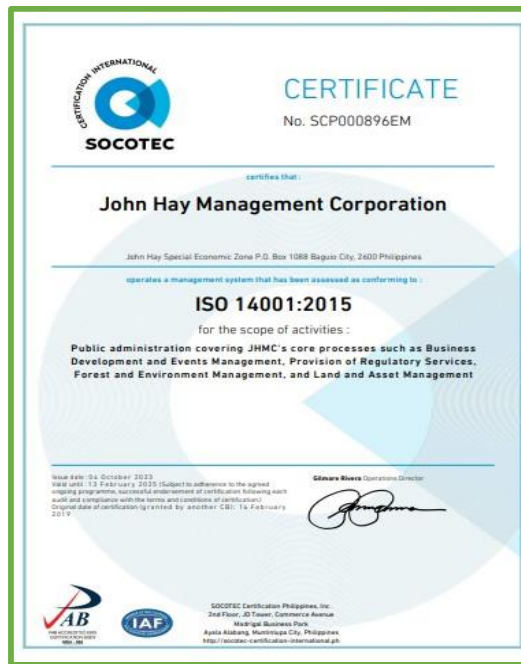 CERTIFICATION INTERNATIONAL
SOCOTEC
CERTIFICATE
No. SCP000896EM
certifies that :
John Hay Management Corporation
John Hay Special Economic Zone P.O. Box 1088 Baguio City, 2600 Philippines
operates a management system that has been assessed as conforming to :
ISO 14001:2015
for the scope of activities :
Public administration covering JHMC's core processes such as Business
Development and Events Management, Provision of Regulatory Services,
Forest and Environment Management, and Land and Asset Management
Issue date: 04 October 2023
Valid until: 13 February 2025 (Subject to adherence to the agreed
ongoing programme, successful endorsement of certification following each
audit and compliance with the terms and conditions of certification.)
Original date of certification (granted by another CB): 14 February
2019
Gilmare Rivera Operations Director
PAB
PAB ACCREDITED EMS
CERTIFICATION BODY
IAF
SOCOTEC Certification Philippines, Inc.
2nd Floor, JD Tower, Commerce Avenue
Madrigal Business Park
Ayala Alabang, Muntinlupa City, Philippines
http://socotec-certification-international.ph